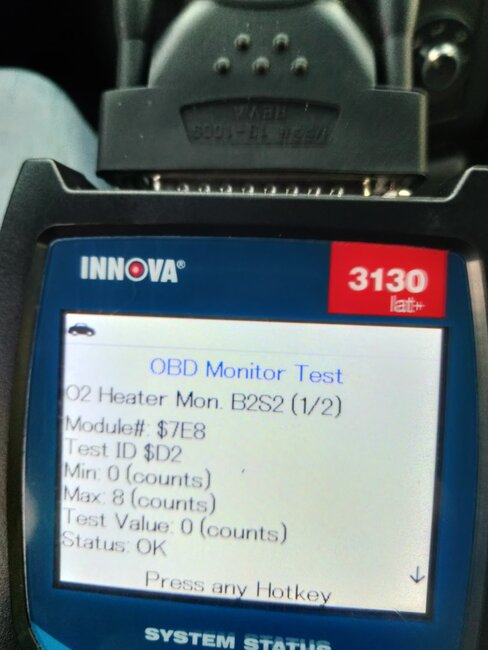 INNOVA®
3130
OBD Monitor Test
O2 Heater Mon. B2S2 (1/2)
Module#: $7E8
Test ID $D2
Min: 0 (counts)
Max: 8 (counts)
Test Value: 0 (counts)
Status: OK
Press any Hotkey
SYSTEM STATUS